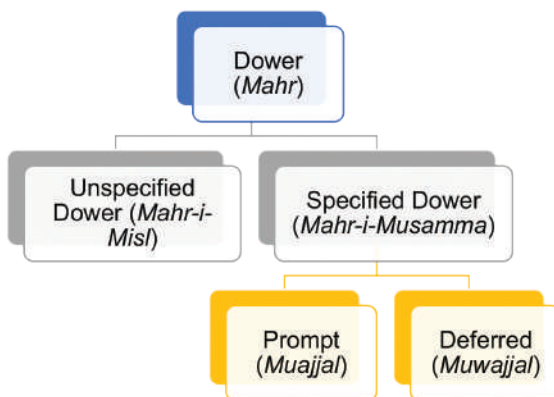 Dower
(Mahr)
Unspecified
Dower (Mahr-i-
Misl)
Specified Dower
(Mahr-i-Musamma)
Prompt
(Muajjal)
Deferred
(Muwajjal)